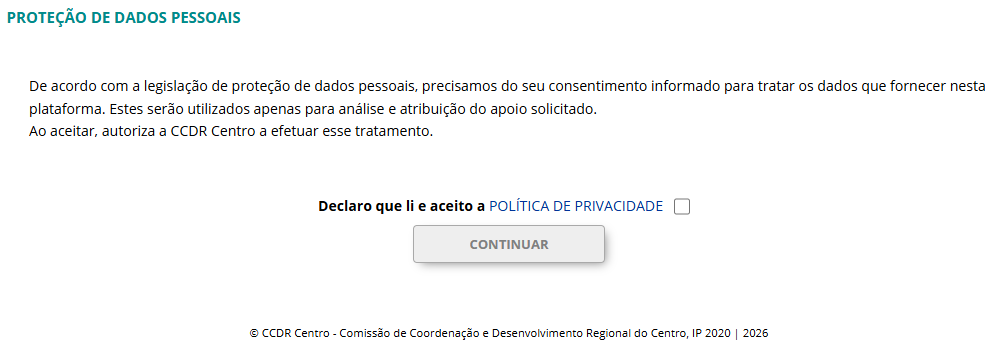 PROTEÇÃO DE DADOS PESSOAIS
De acordo com a legislação de proteção de dados pessoais, precisamos do seu consentimento informado para tratar os dados que fornecer nesta
plataforma. Estes serão utilizados apenas para análise e atribuição do apoio solicitado.
Ao aceitar, autoriza a CCDR Centro a efetuar esse tratamento.
Declaro que li e aceito a POLÍTICA DE PRIVACIDADE
CONTINUAR
© CCDR Centro - Comissão de Coordenação e Desenvolvimento Regional do Centro, IP 2020 | 2026